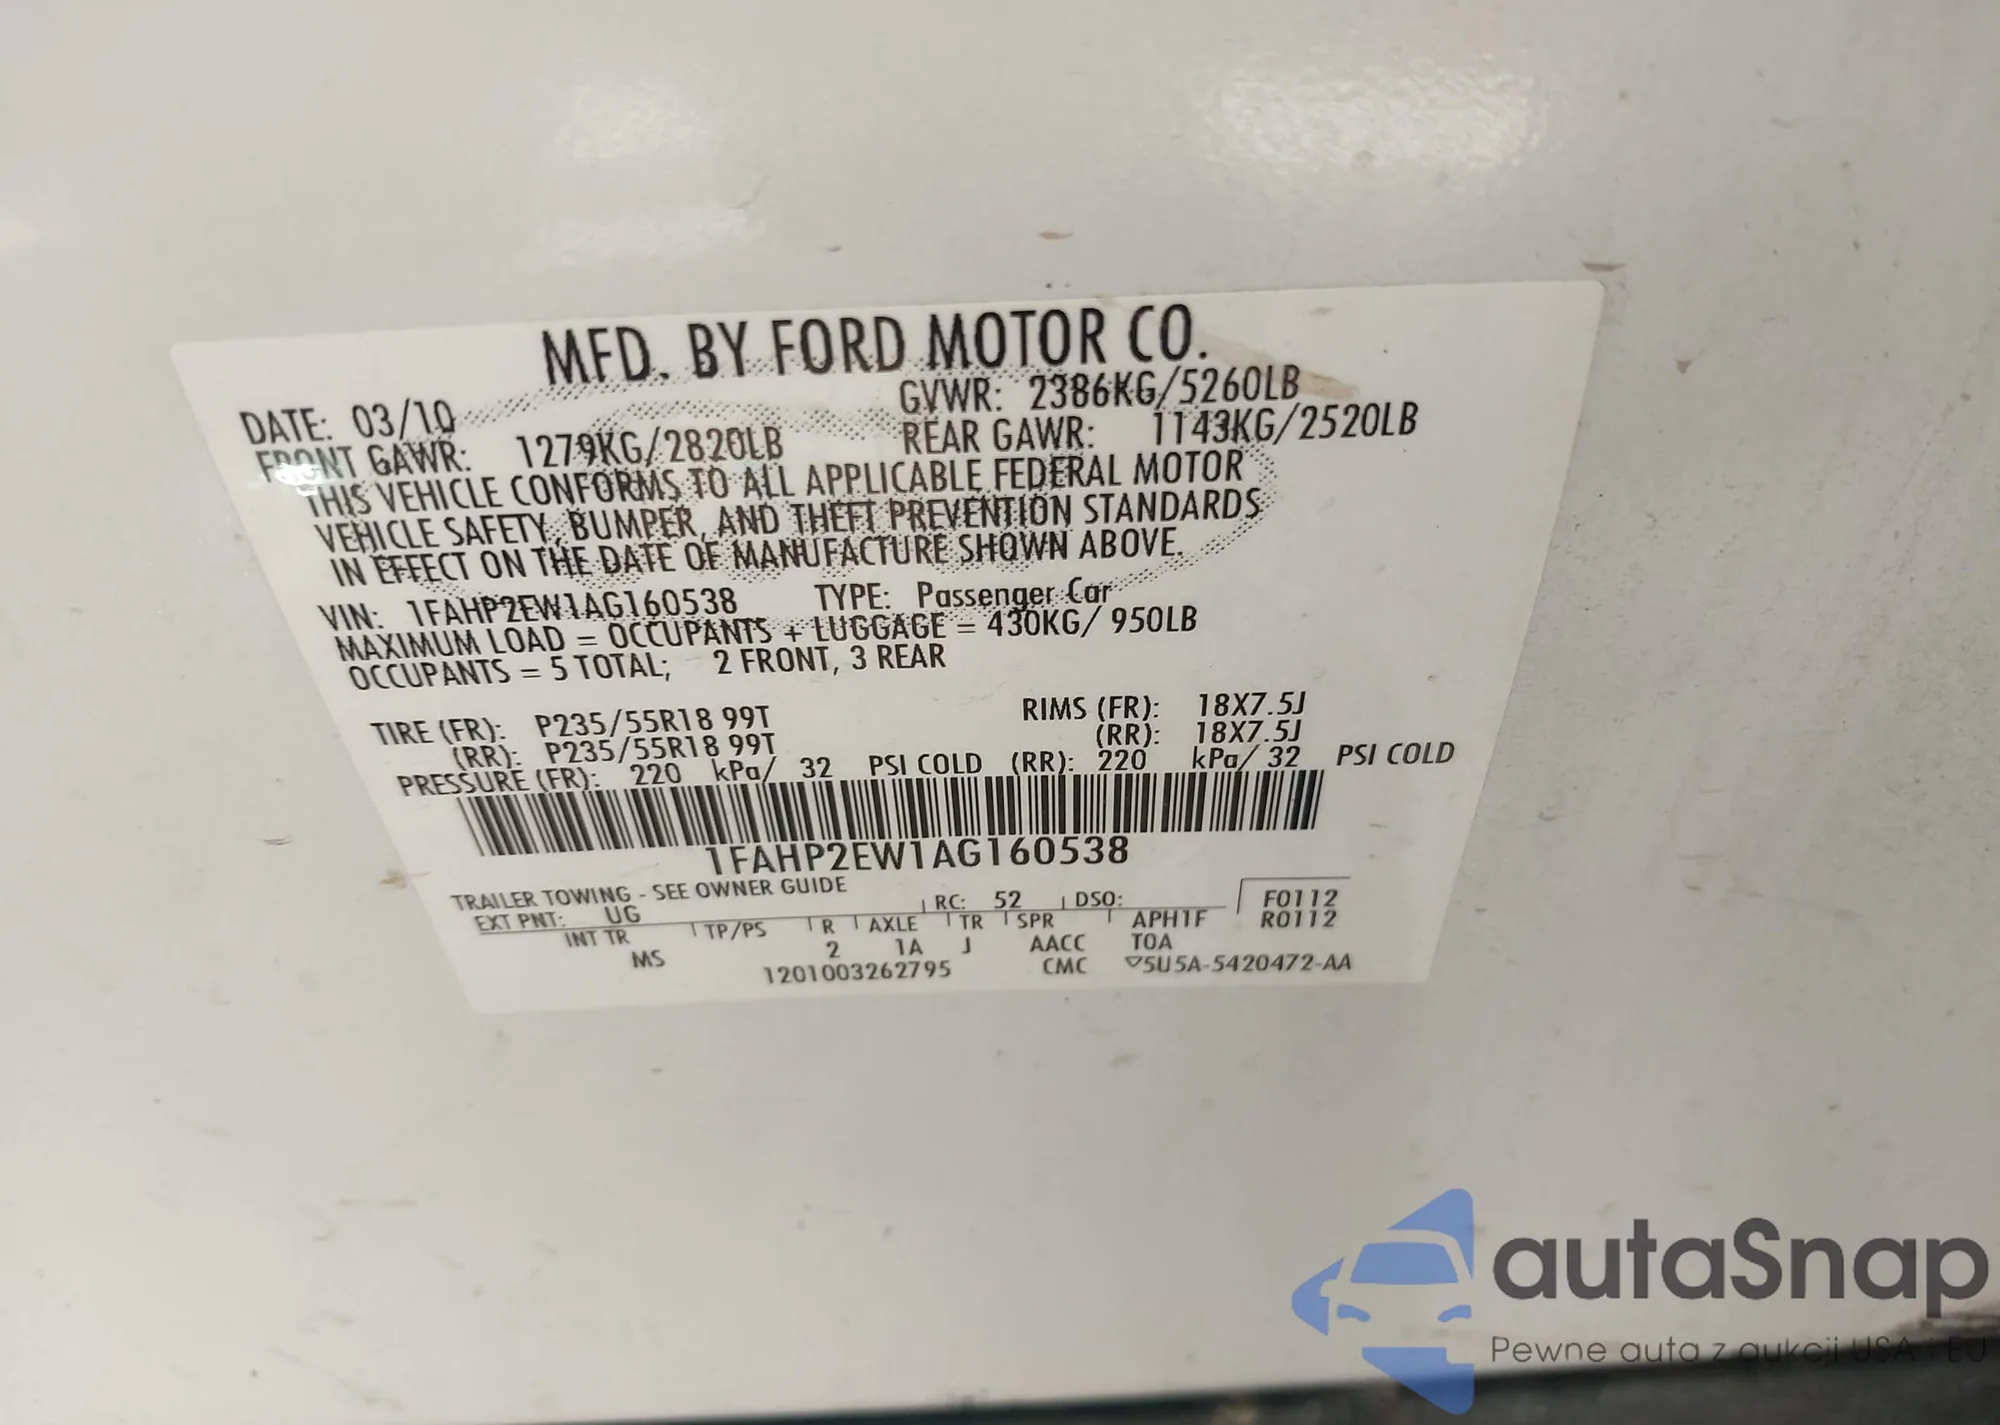 MFD. BY FORD MOTOR CO.
DATE: 03/10 GVWR: 2386KG/5260LB
FRONT GAWR: 1279KG/2820LB REAR GAWR: 1143KG/2520LB
THIS VEHICLE CONFORMS TO ALL APPLICABLE FEDERAL MOTOR
VEHICLE SAFETY, BUMPER, AND THEFT PREVENTION STANDARDS
IN EFFECT ON THE DATE OF MANUFACTURE SHOWN ABOVE.
VIN: 1FAHP2EW1AG160538 TYPE: Passenger Car
MAXIMUM LOAD = OCCUPANTS + LUGGAGE = 430KG/ 950LB
OCCUPANTS = 5 TOTAL; 2 FRONT, 3 REAR
TIRE (FR): P235/55R18 99T RIMS (FR): 18X7.5J
(RR): P235/55R18 99T (RR): 18X7.5J
PRESSURE (FR): 220 kPa/ 32 PSI COLD (RR): 220 kPa/ 32 PSI COLD
1FAHP2EW1AG160538
TRAILER TOWING - SEE OWNER GUIDE
EXT PNT: UG RC: 52 DSO: F0112
INT TR TP/PS R AXLE TR SPR APH1F R0112
MS 2 1A J AACC TOA
1201003262795 CMC ▽5U5A-5420472-AA
autaSnap
Pewne auta z aukcji USA i EU